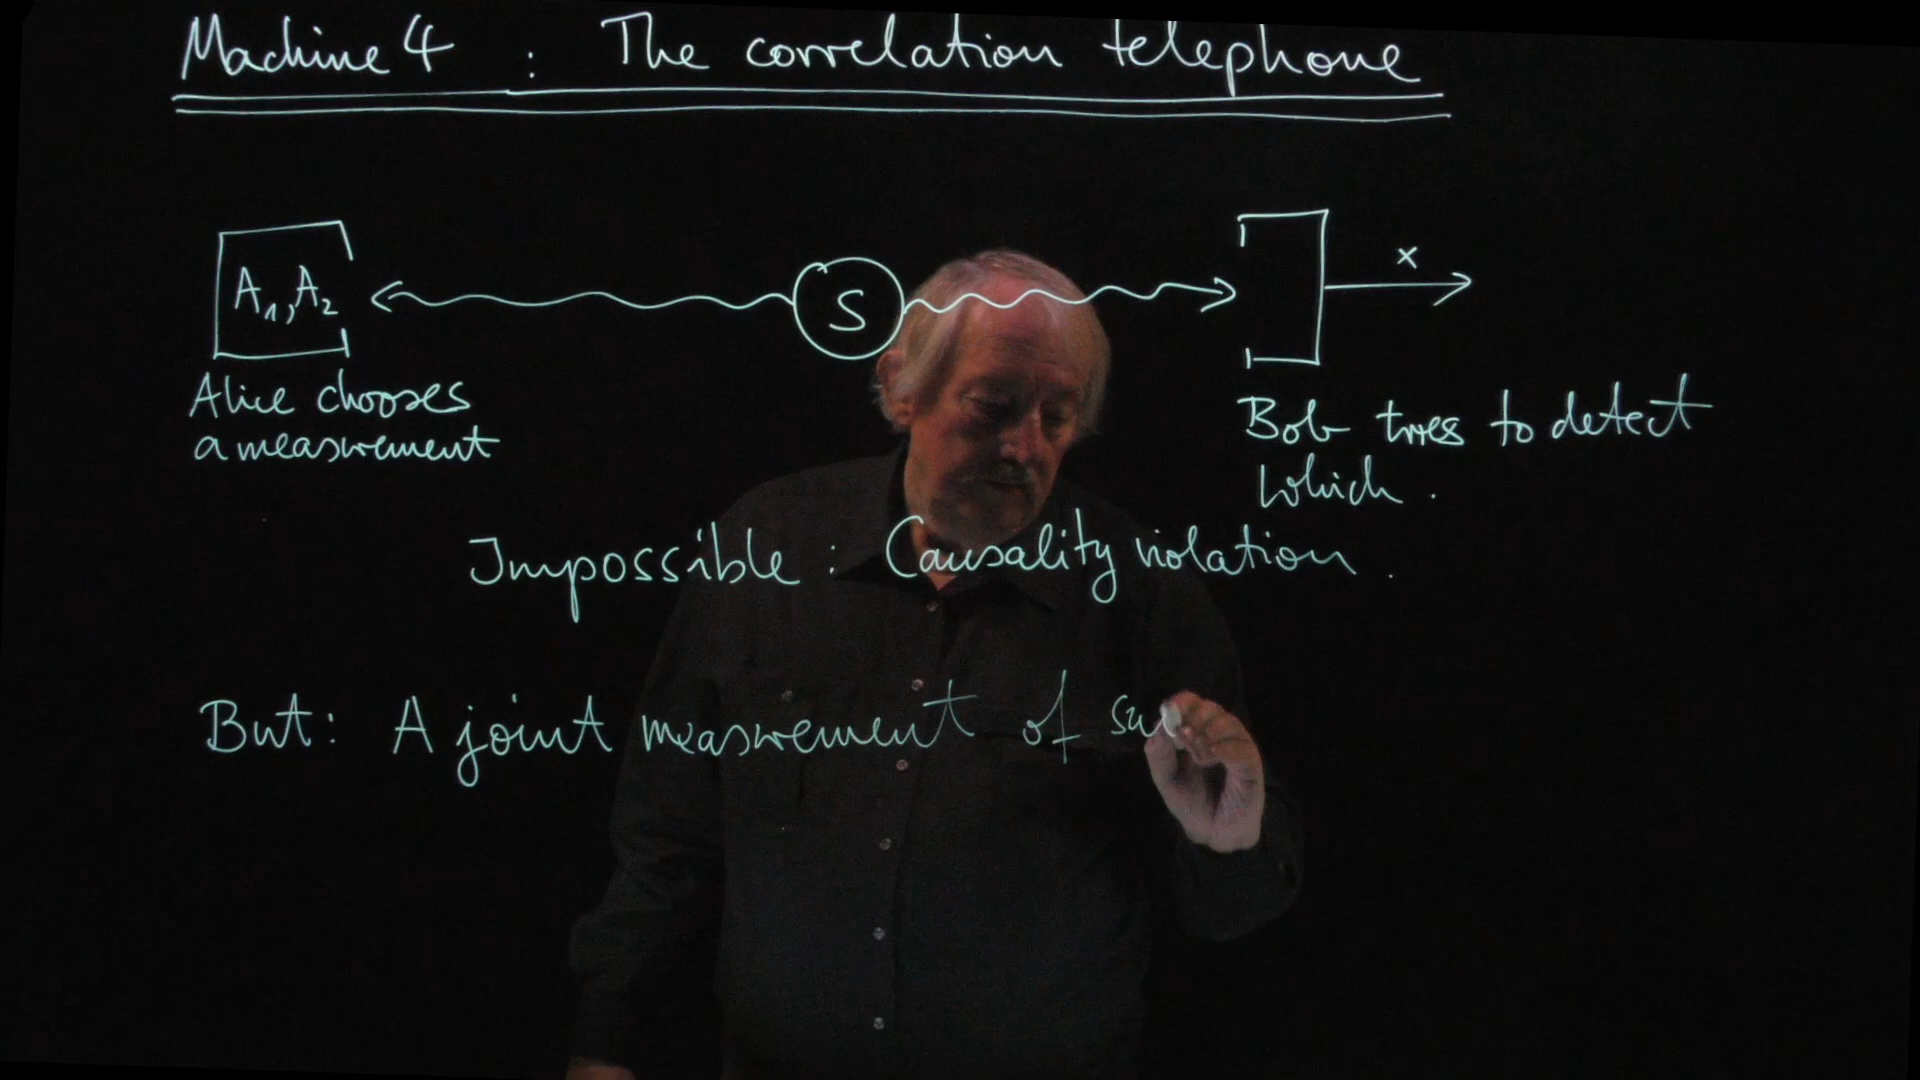 Machine 4 : The correlation telephone
A₁, A₂
S
x
Alice chooses
a measurement
Bob tries to detect
which.
Impossible : Causality violation.
But: A joint measurement of